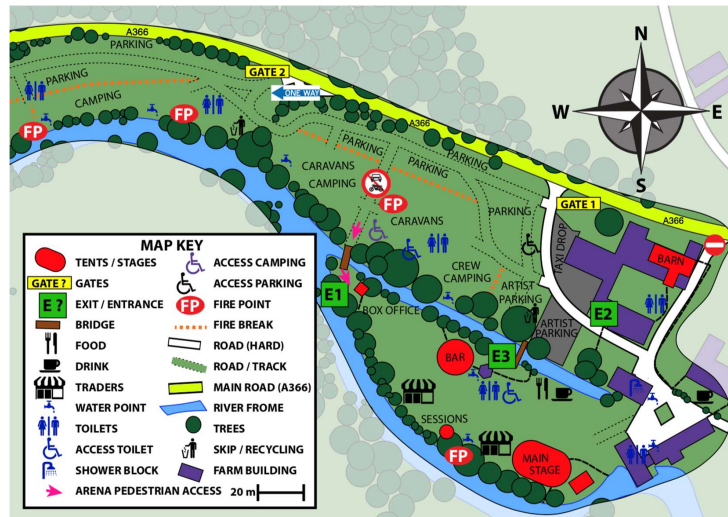 A366
PARKING
PARKING
GATE 2
CAMPING
FP
FP
ONE WAY
A366
N
W
E
S
PARKING
PARKING
PARKING
CARAVANS
CAMPING
FP
CARAVANS
GATE 1
PARKING
A366
TAXI DROP
BARN
CREW
CAMPING
ARTIST
PARKING
ARTIST
PARKING
E1
BOX OFFICE
E2
BAR
E3
SESSIONS
FP
MAIN
STAGE
MAP KEY
TENTS / STAGES
GATE ? GATES
E ? EXIT / ENTRANCE
BRIDGE
FOOD
DRINK
TRADERS
WATER POINT
TOILETS
ACCESS TOILET
SHOWER BLOCK
ARENA PEDESTRIAN ACCESS
ACCESS CAMPING
ACCESS PARKING
FP FIRE POINT
FIRE BREAK
ROAD (HARD)
ROAD / TRACK
MAIN ROAD (A366)
RIVER FROME
TREES
SKIP / RECYCLING
FARM BUILDING
20 m